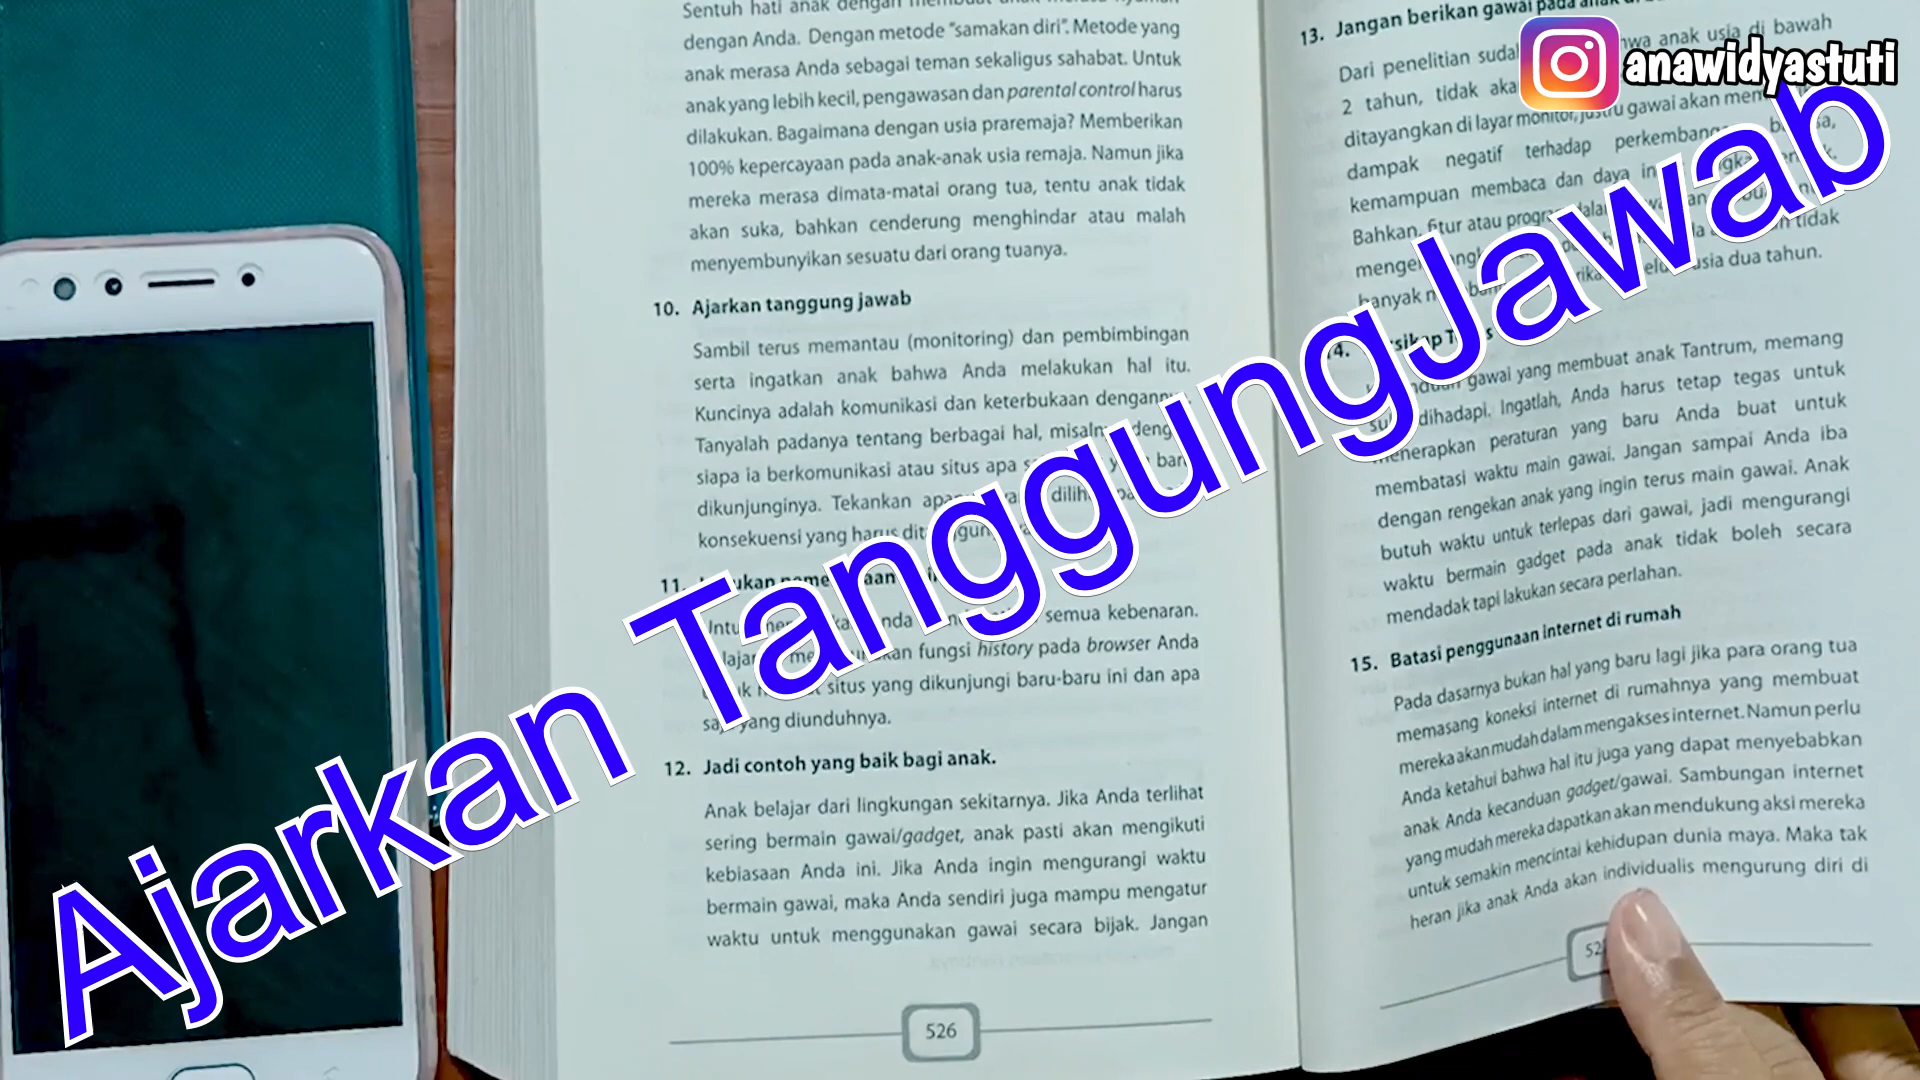 Sentuh hati anak dengan membuat anak merasa nyaman
dengan Anda. Dengan metode "samakan diri". Metode yang
anak merasa Anda sebagai teman sekaligus sahabat. Untuk
anak yang lebih kecil, pengawasan dan parental control harus
dilakukan. Bagaimana dengan usia praremaja? Memberikan
100% kepercayaan pada anak-anak usia remaja. Namun jika
mereka merasa dimata-matai orang tua, tentu anak tidak
akan suka, bahkan cenderung menghindar atau malah
menyembunyikan sesuatu dari orang tuanya.
10. Ajarkan tanggung jawab
Sambil terus memantau (monitoring) dan pembimbingan
serta ingatkan anak bahwa Anda melakukan hal itu.
Kuncinya adalah komunikasi dan keterbukaan
Tanyalah padanya tentang berbagai hal,
siapa ia berkomunikasi atau situs apa
dikunjunginya. Tekankan
konsekuensi yang harus
11.
semua kebenaran.
fungsi history pada browser Anda
situs yang dikunjungi baru-baru ini dan apa
yang diunduhnya.
12. Jadi contoh yang baik bagi anak.
Anak belajar dari lingkungan sekitarnya. Jika Anda terlihat
sering bermain gawai/gadget, anak pasti akan mengikuti
kebiasaan Anda ini. Jika Anda ingin mengurangi waktu
bermain gawai, maka Anda sendiri juga mampu mengatur
waktu untuk menggunakan gawai secara bijak. Jangan
526
13. Jangan berikan gawai pada anak di
Dari penelitian anak usia di bawah
2 tahun, tidak
ditayangkan di layar monitor, justru gawai akan
dampak negatif terhadap
kemampuan membaca dan daya
Bahkan, fitur atau
tidak
banyak usia dua tahun.
14.
gawai yang membuat anak Tantrum, memang
dihadapi. Ingatlah, Anda harus tetap tegas untuk
menerapkan peraturan yang baru Anda buat untuk
membatasi waktu main gawai. Jangan sampai Anda iba
dengan rengekan anak yang ingin terus main gawai. Anak
butuh waktu untuk terlepas dari gawai, jadi mengurangi
waktu bermain gadget pada anak tidak boleh secara
mendadak tapi lakukan secara perlahan.
15. Batasi penggunaan internet di rumah
Pada dasarnya bukan hal yang baru lagi jika para orang tua
memasang koneksi internet di rumahnya yang membuat
mereka akan mudah dalam mengakses internet. Namun perlu
Anda ketahui bahwa hal itu juga yang dapat menyebabkan
anak Anda kecanduan gadget/gawai. Sambungan internet
yang mudah mereka dapatkan akan mendukung aksi mereka
untuk semakin mencintai kehidupan dunia maya. Maka tak
heran jika anak Anda akan individualis mengurung diri di
anawidyastuti
Ajarkan TanggungJawab